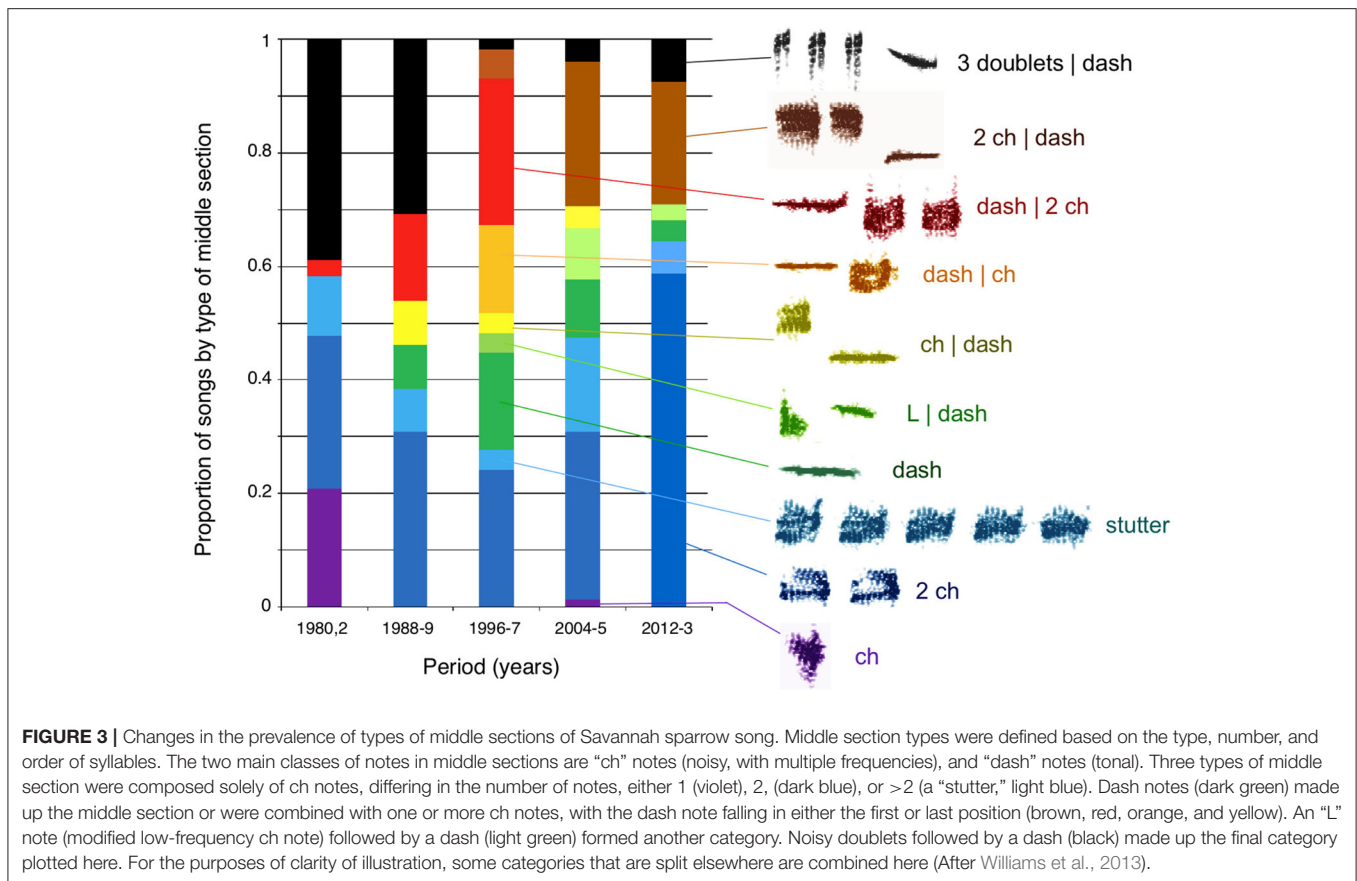 1
0.8
0.6
0.4
0.2
0
Proportion of songs by type of middle section
1980,2 1988-9 1996-7 2004-5 2012-3
Period (years)
3 doublets | dash
2 ch | dash
dash | 2 ch
dash | ch
ch | dash
L | dash
dash
stutter
2 ch
ch
FIGURE 3 | Changes in the prevalence of types of middle sections of Savannah sparrow song. Middle section types were defined based on the type, number, and
order of syllables. The two main classes of notes in middle sections are “ch” notes (noisy, with multiple frequencies), and “dash” notes (tonal). Three types of middle
section were composed solely of ch notes, differing in the number of notes, either 1 (violet), 2, (dark blue), or >2 (a “stutter,” light blue). Dash notes (dark green) made
up the middle section or were combined with one or more ch notes, with the dash note falling in either the first or last position (brown, red, orange, and yellow). An “L”
note (modified low-frequency ch note) followed by a dash (light green) formed another category. Noisy doublets followed by a dash (black) made up the final category
plotted here. For the purposes of clarity of illustration, some categories that are split elsewhere are combined here (After Williams et al., 2013).